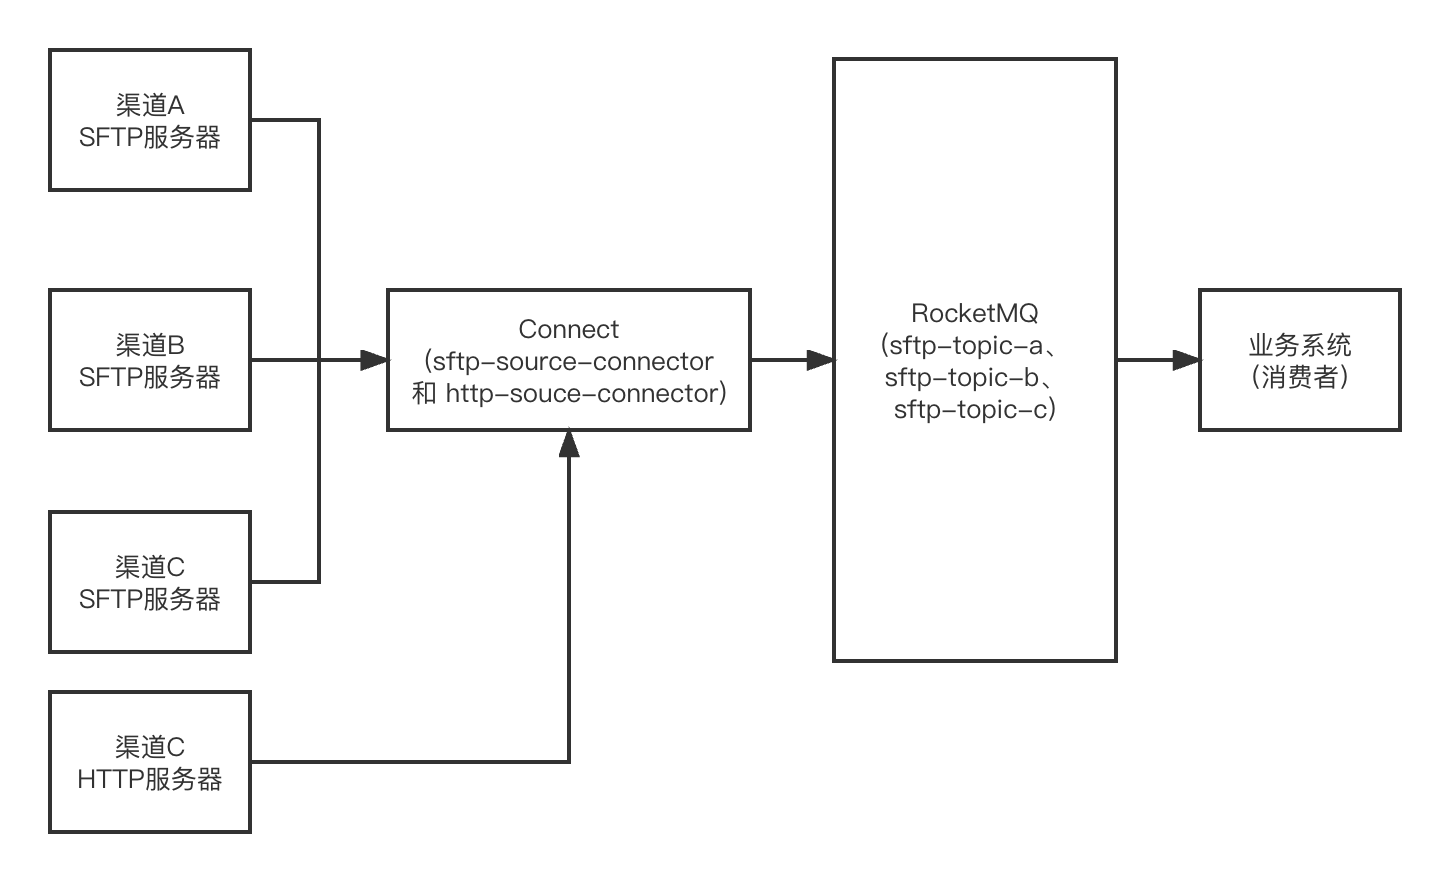 渠道A
SFTP服务器
渠道B
SFTP服务器
渠道C
SFTP服务器
渠道C
HTTP服务器
Connect
(sftp-source-connector
和 http-souce-connector)
RocketMQ
(sftp-topic-a、
sftp-topic-b、
sftp-topic-c)
业务系统
（消费者）